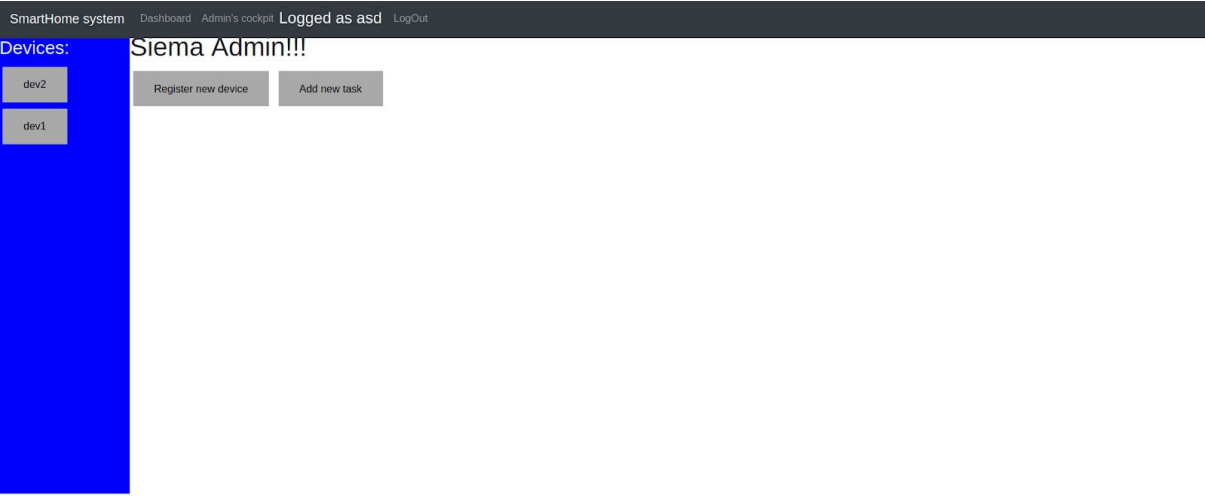 SmartHome system Dashboard Admin's cockpit Logged as asd LogOut
Devices:
dev2
dev1
Siema Admin!!!
Register new device Add new task